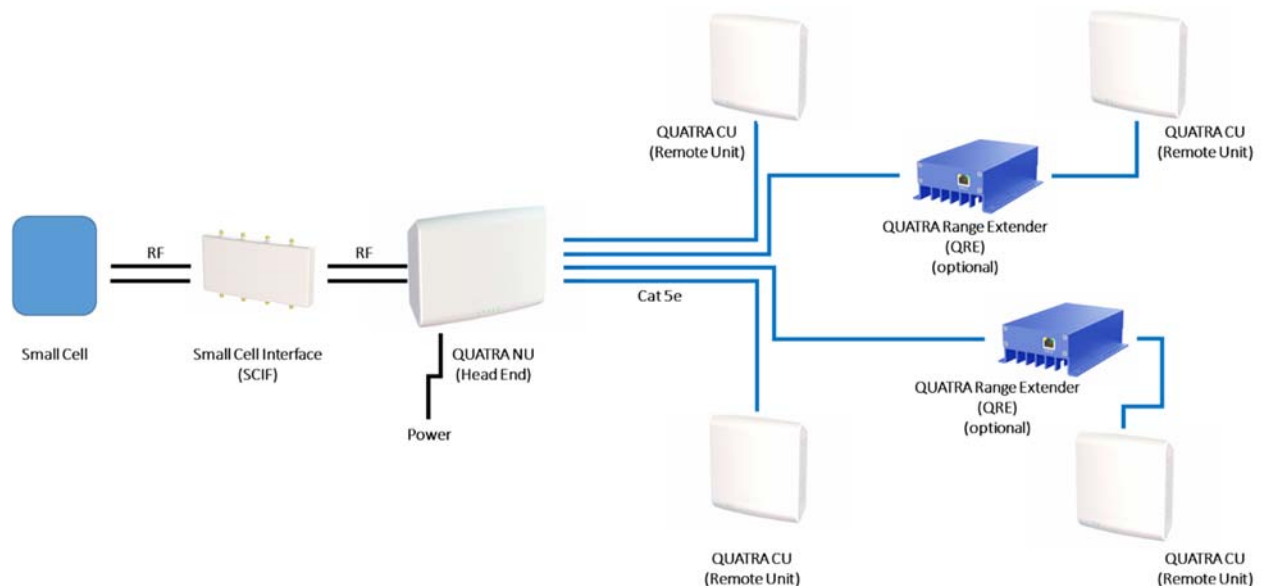 QUATRA CU
(Remote Unit)
QUATRA CU
(Remote Unit)
QUATRA Range Extender
(QRE)
(optional)
RF
RF
Cat 5e
Small Cell
Small Cell Interface
(SCIF)
QUATRA NU
(Head End)
Power
QUATRA Range Extender
(QRE)
(optional)
QUATRA CU
(Remote Unit)
QUATRA CU
(Remote Unit)